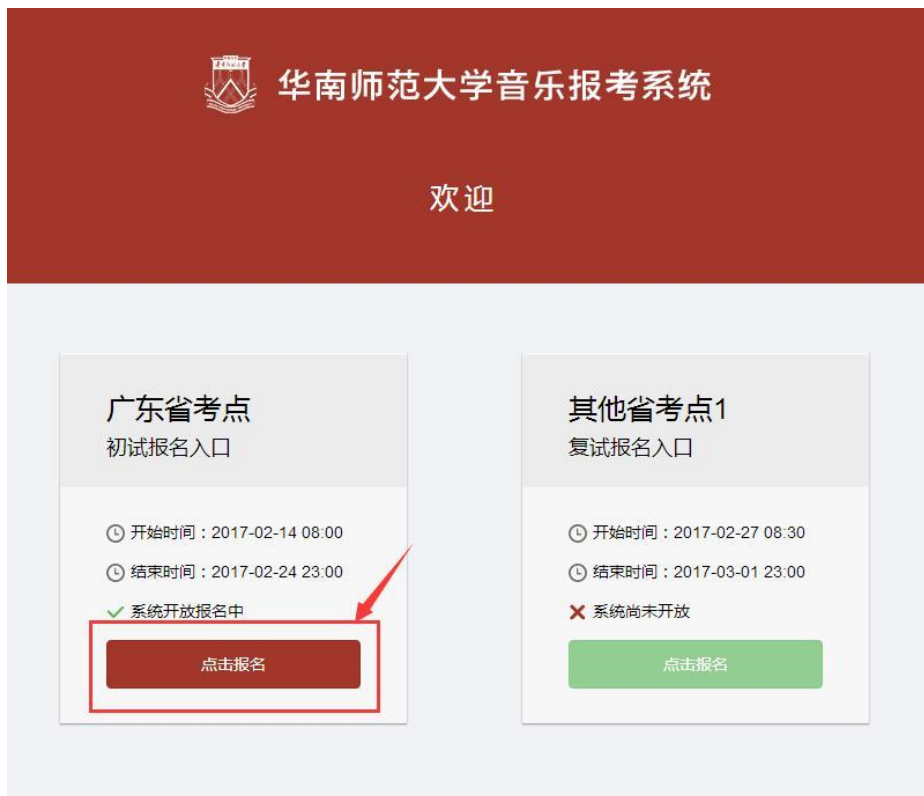 华南师范大学音乐报考系统
欢迎
广东省考点
初试报名入口
开始时间：2017-02-14 08:00
结束时间：2017-02-24 23:00
系统开放报名中
点击报名
其他省考点1
复试报名入口
开始时间：2017-02-27 08:30
结束时间：2017-03-01 23:00
系统尚未开放
点击报名